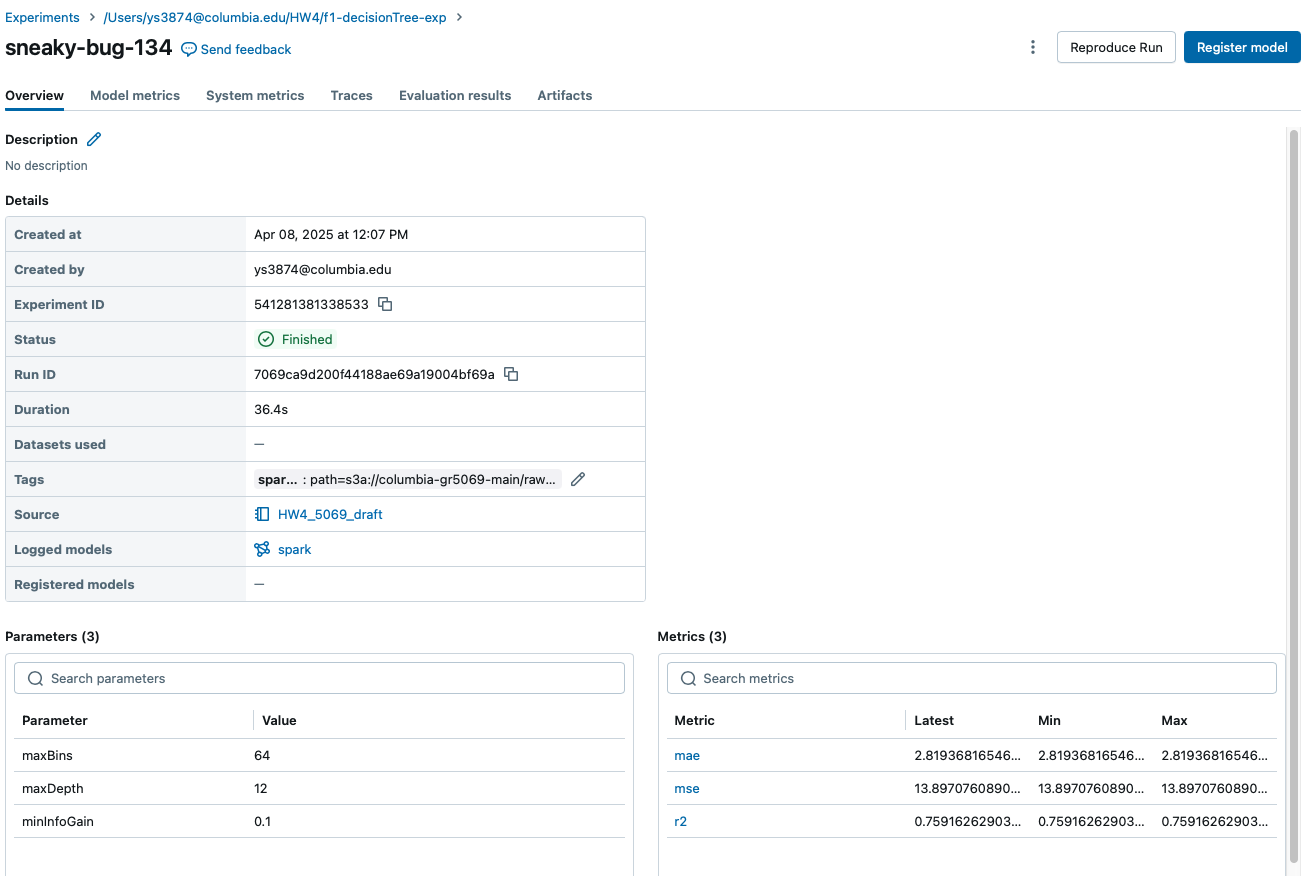 Experiments > /Users/ys3874@columbia.edu/HW4/f1-decisionTree-exp >
sneaky-bug-134 Send feedback
Reproduce Run Register model
Overview Model metrics System metrics Traces Evaluation results Artifacts
Description
No description
Details
Created at Apr 08, 2025 at 12:07 PM
Created by ys3874@columbia.edu
Experiment ID 541281381338533
Status Finished
Run ID 7069ca9d200f44188ae69a19004bf69a
Duration 36.4s
Datasets used —
Tags spar... : path=s3a://columbia-gr5069-main/raw...
Source HW4_5069_draft
Logged models spark
Registered models —
Parameters (3)
Search parameters
Parameter Value
maxBins 64
maxDepth 12
minInfoGain 0.1
Metrics (3)
Search metrics
Metric Latest Min Max
mae 2.81936816546... 2.81936816546... 2.81936816546...
mse 13.8970760890... 13.8970760890... 13.8970760890...
r2 0.75916262903... 0.75916262903... 0.75916262903...